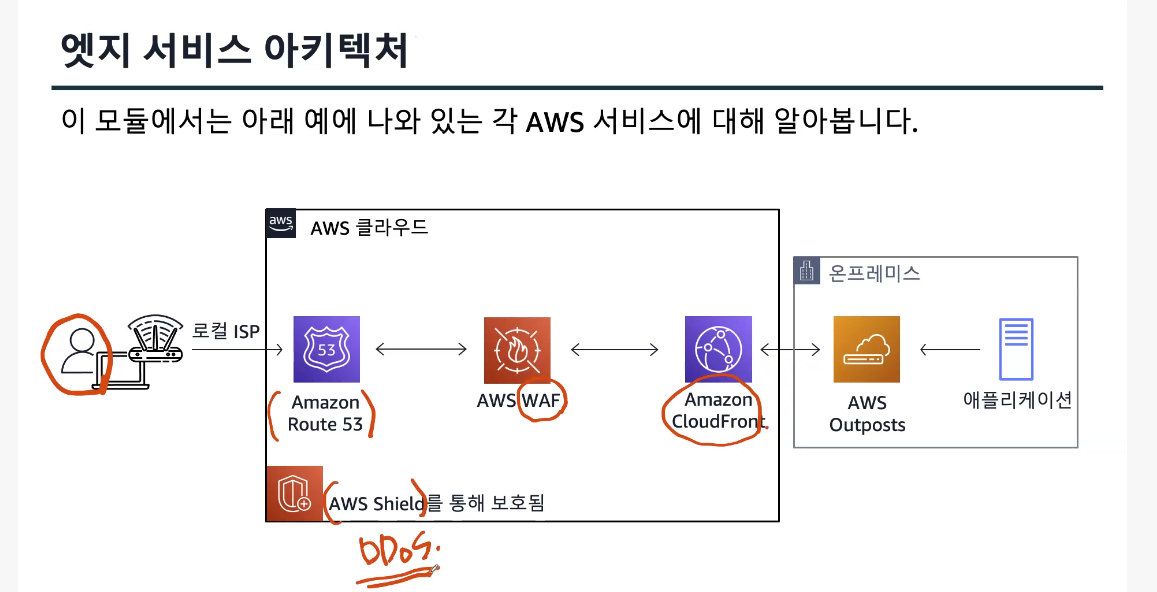 엣지 서비스 아키텍처
이 모듈에서는 아래 예에 나와 있는 각 AWS 서비스에 대해 알아봅니다.
aws
AWS 클라우드
온프레미스
로컬 ISP
53
Amazon
Route 53
AWS WAF
Amazon
CloudFront
AWS
Outposts
애플리케이션
AWS Shield를 통해 보호됨
DDoS.